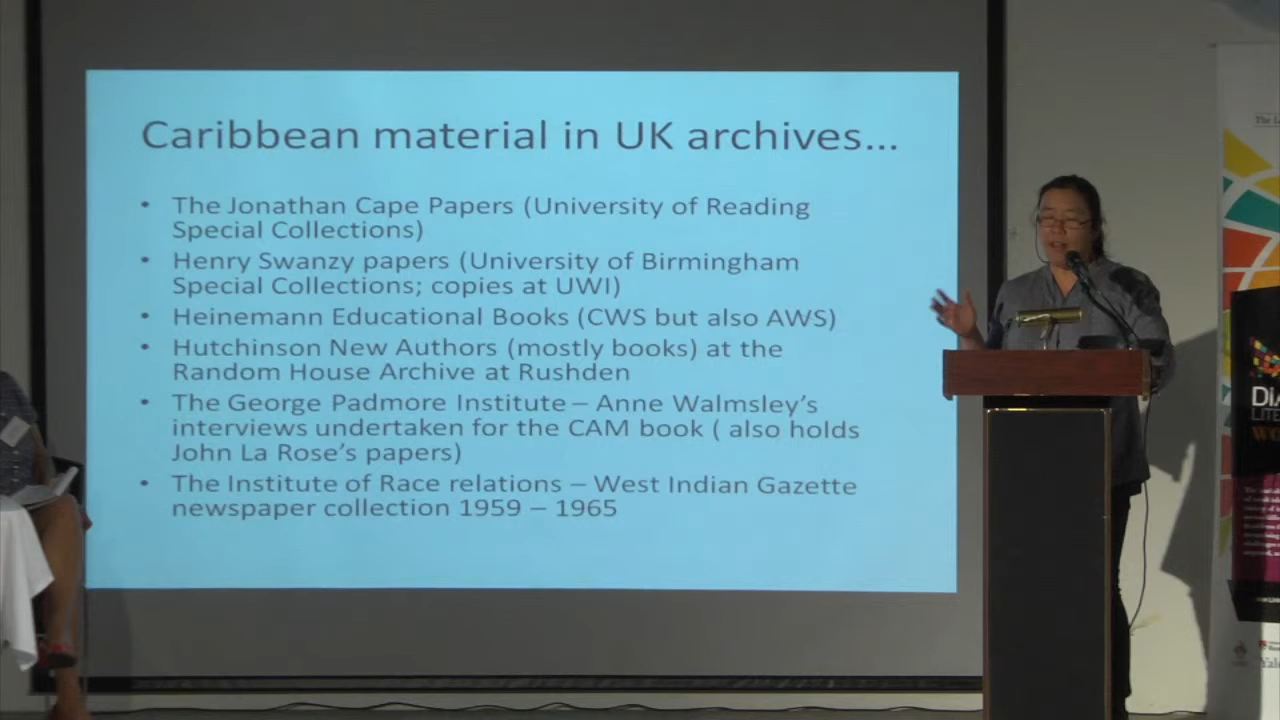 Caribbean material in UK archives...
• The Jonathan Cape Papers (University of Reading
Special Collections)
• Henry Swanzy papers (University of Birmingham
Special Collections; copies at UWI)
• Heinemann Educational Books (CWS but also AWS)
• Hutchinson New Authors (mostly books) at the
Random House Archive at Rushden
• The George Padmore Institute – Anne Walmsley's
interviews undertaken for the CAM book ( also holds
John La Rose's papers)
• The Institute of Race relations – West Indian Gazette
newspaper collection 1959 – 1965